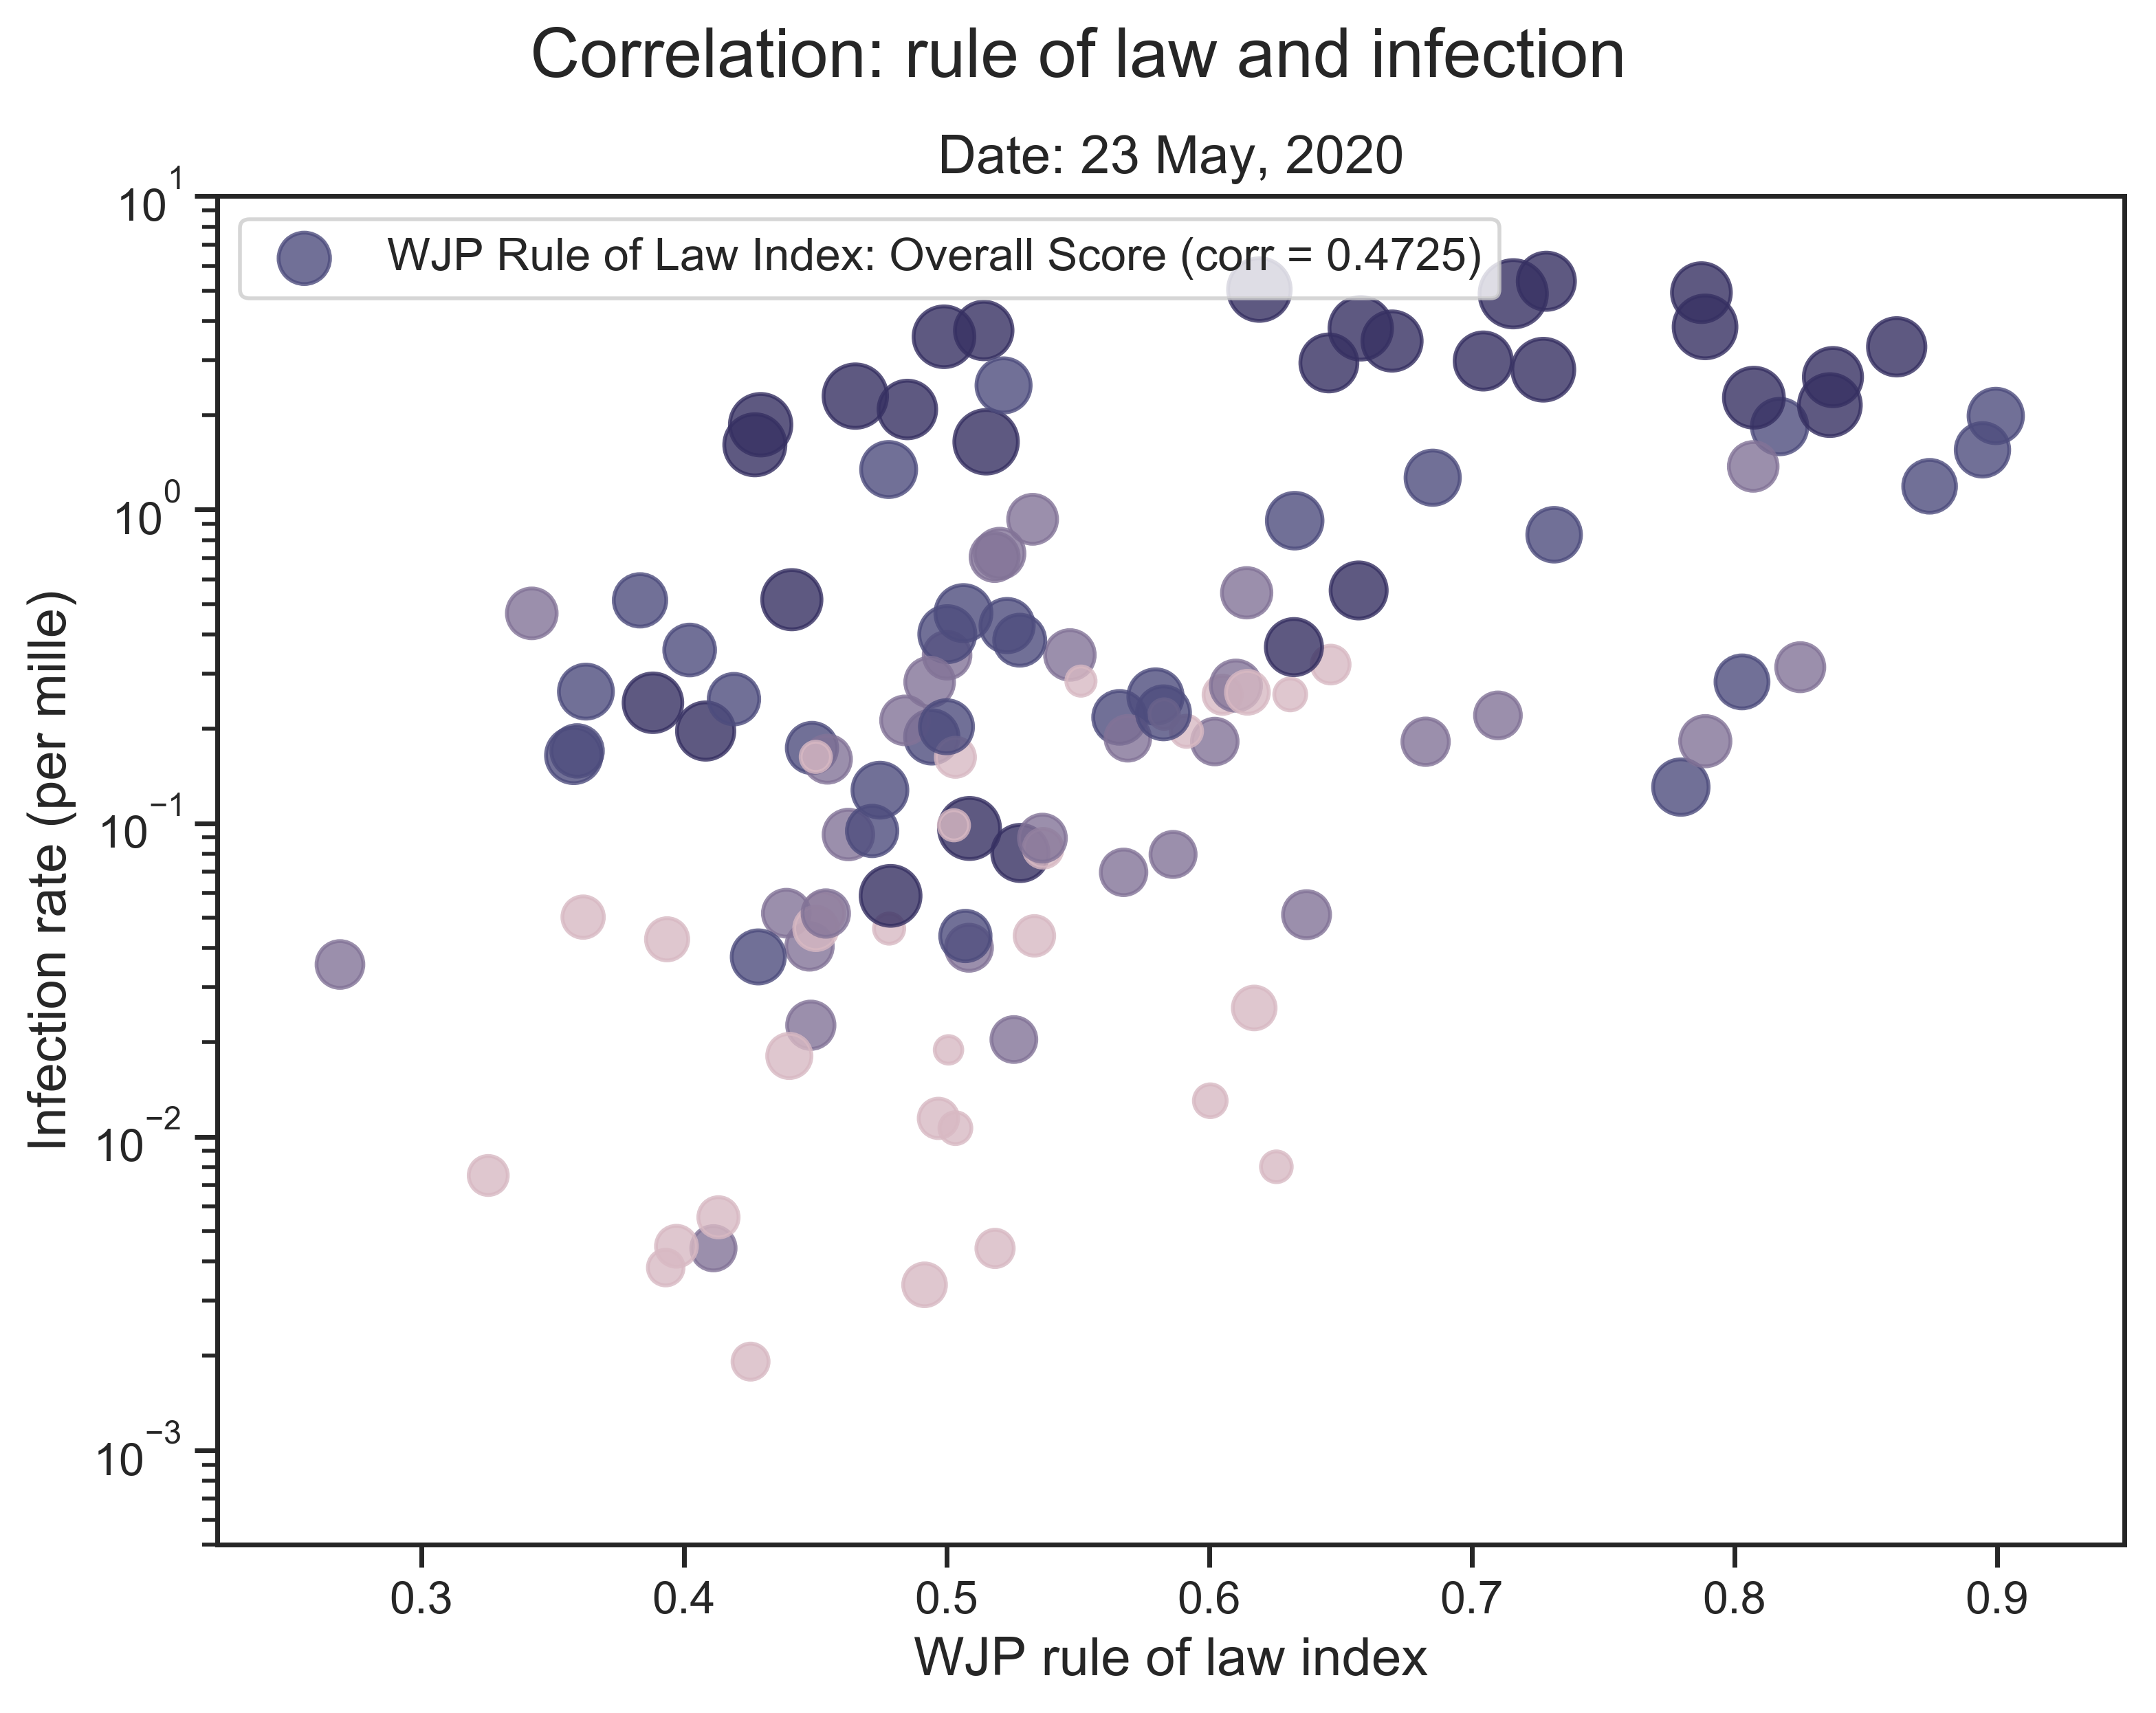 Correlation: rule of law and infection
Date: 23 May, 2020
WJP Rule of Law Index: Overall Score (corr = 0.4725)
Infection rate (per mille)
10^1
10^0
10^−1
10^−2
10^−3
0.3 0.4 0.5 0.6 0.7 0.8 0.9
WJP rule of law index